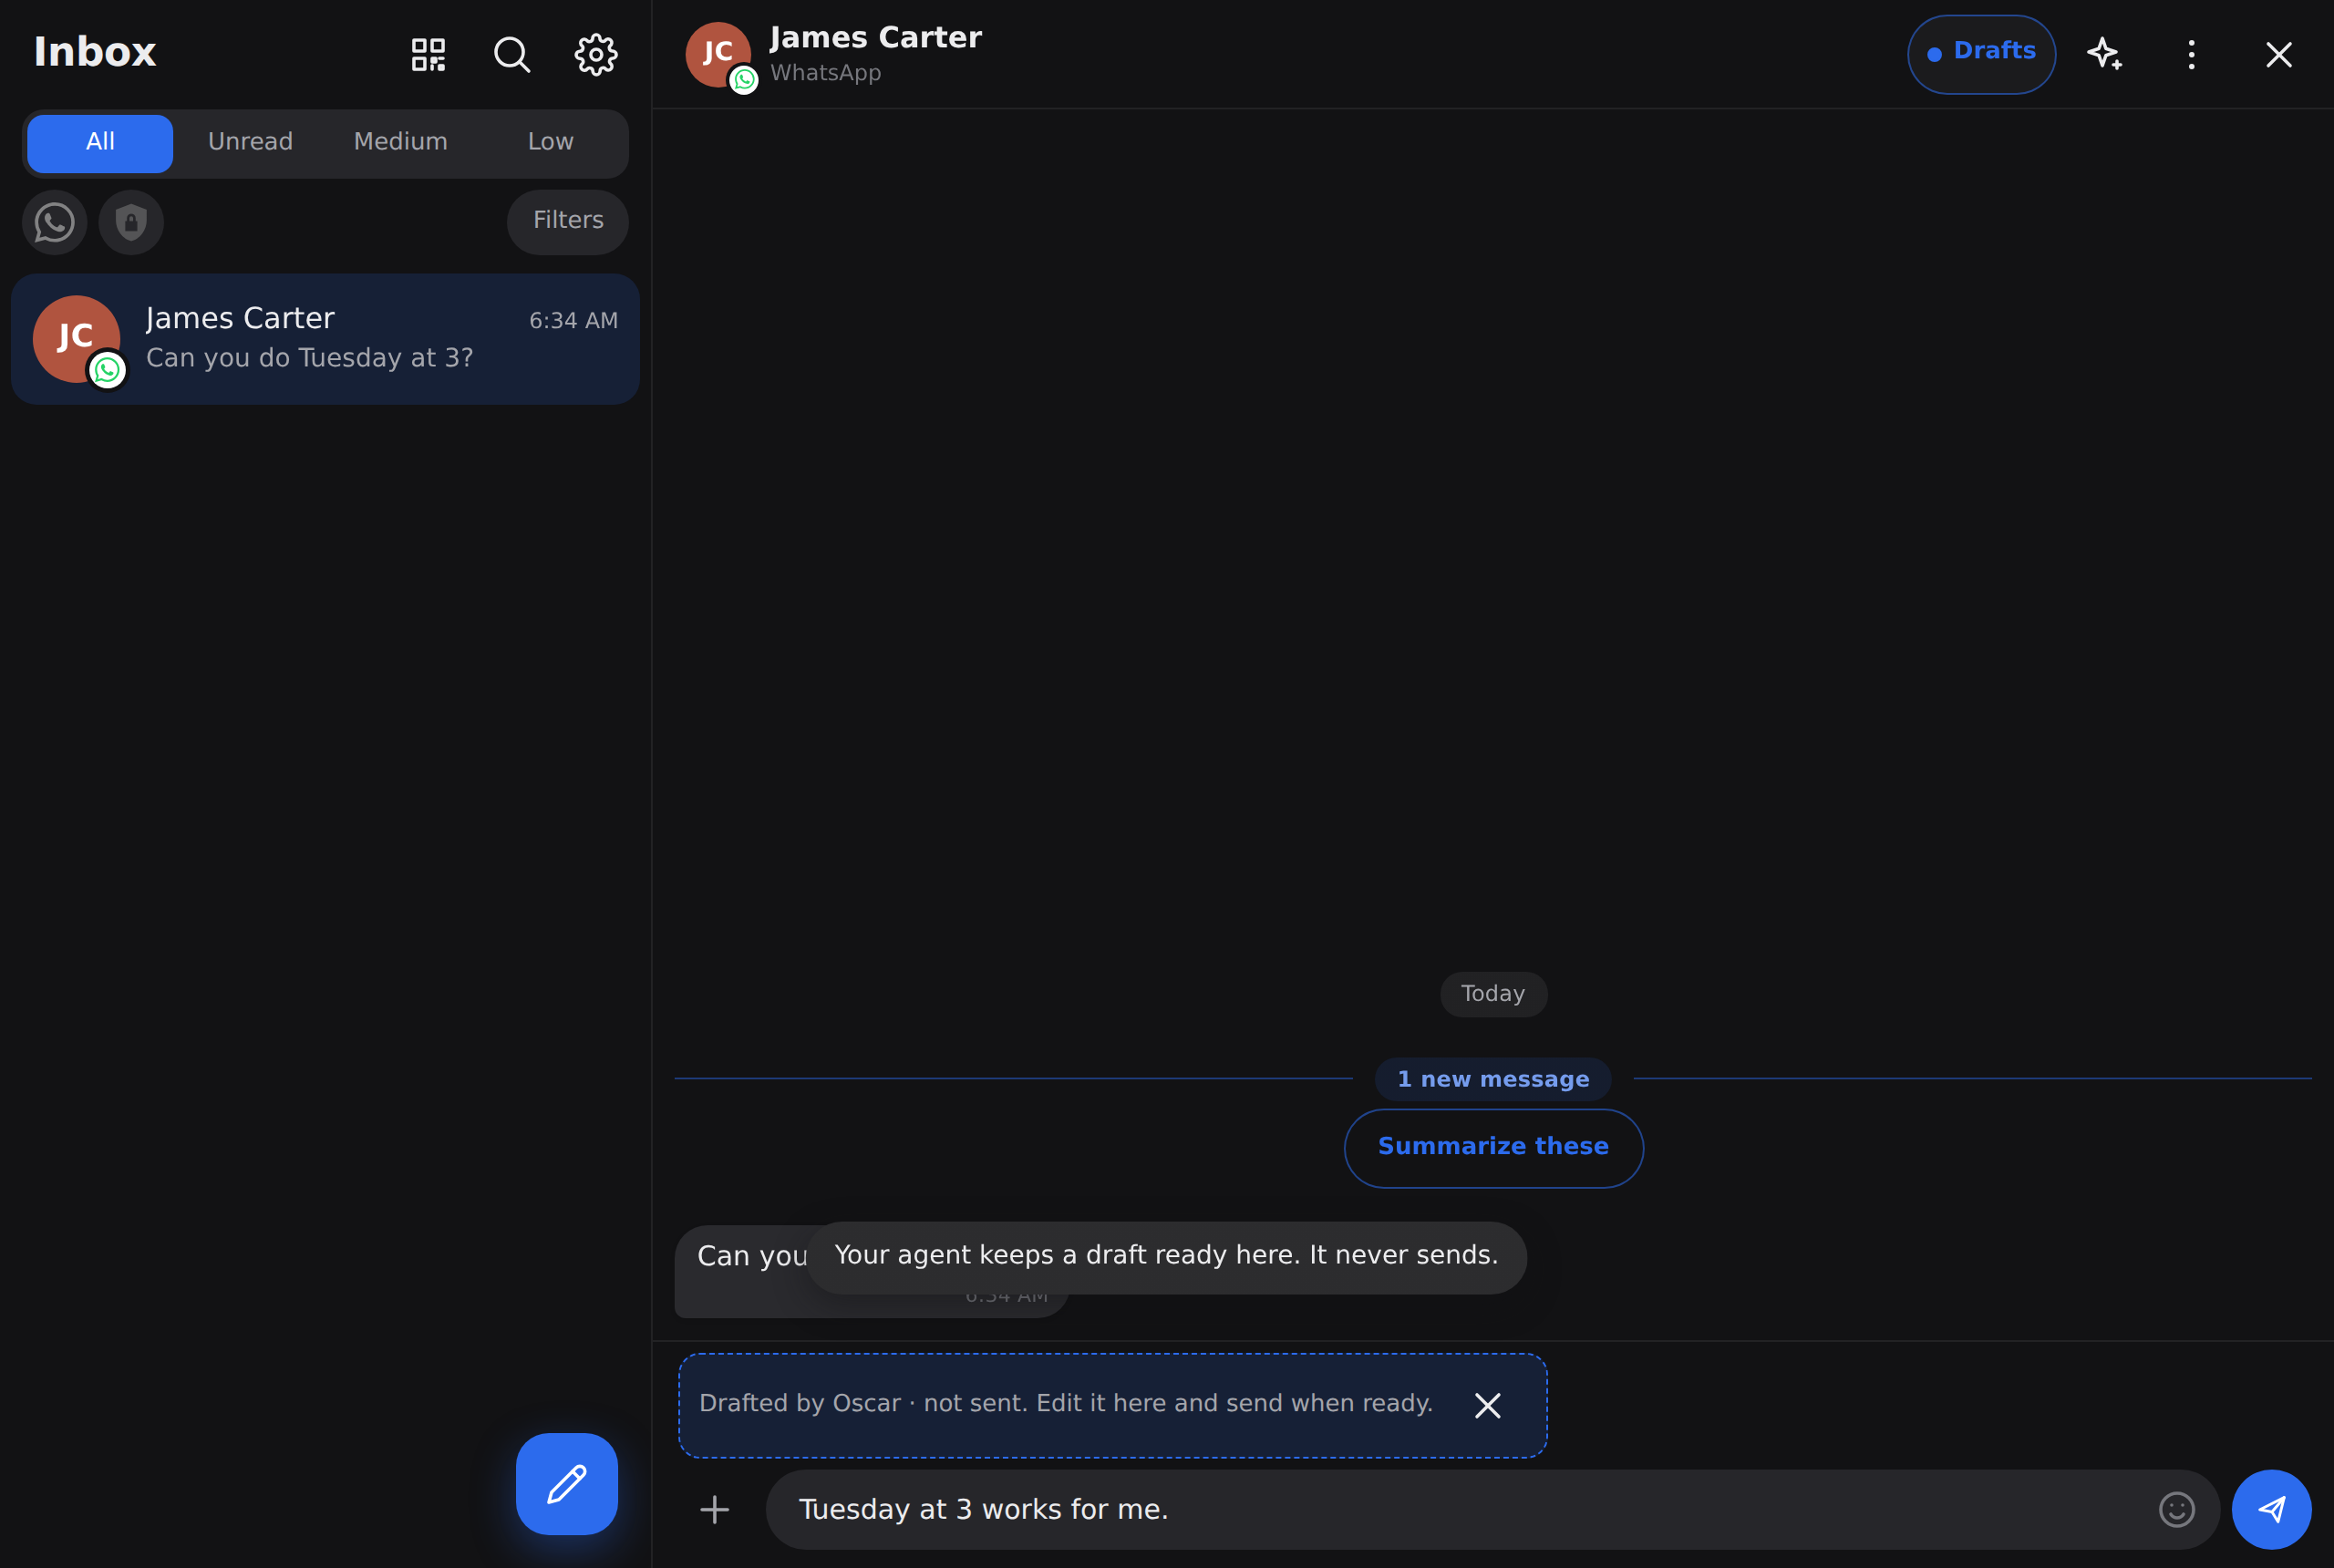 Inbox
All
Unread
Medium
Low
Filters
JC
James Carter
6:34 AM
Can you do Tuesday at 3?
JC
James Carter
WhatsApp
Drafts
Today
1 new message
Summarize these
Can you
Your agent keeps a draft ready here. It never sends.
6:34 AM
Drafted by Oscar · not sent. Edit it here and send when ready.
Tuesday at 3 works for me.